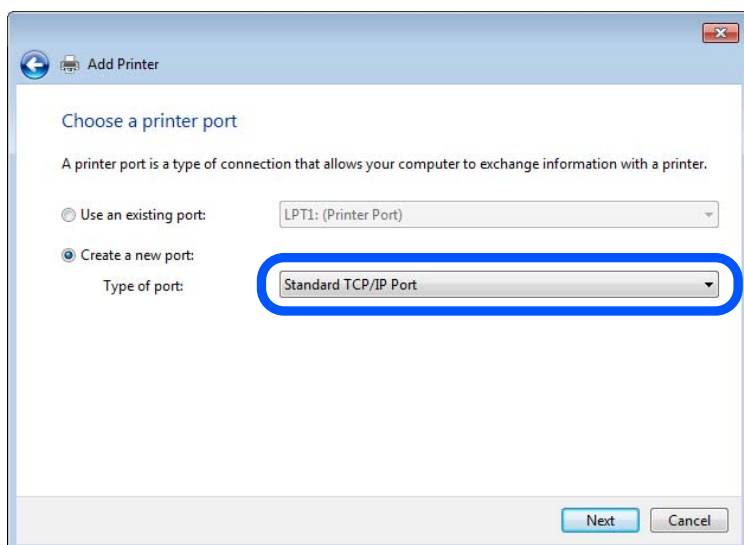 Add Printer
Choose a printer port
A printer port is a type of connection that allows your computer to exchange information with a printer.
Use an existing port: LPT1: (Printer Port)
Create a new port:
Type of port: Standard TCP/IP Port
Next Cancel